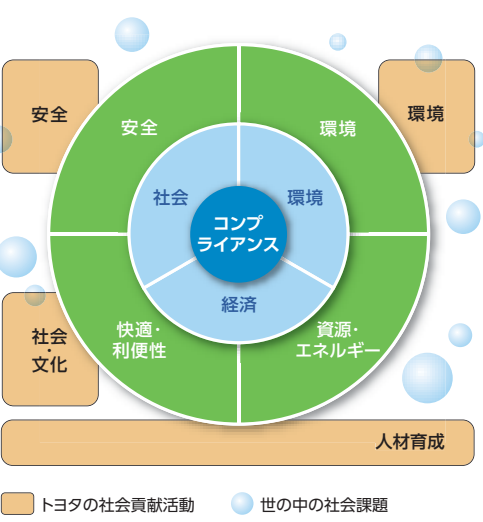 安全
安全
環境
環境
社会
環境
コンプ
ライアンス
経済
社会
・
文化
快適・
利便性
資源・
エネルギー
人材育成
トヨタの社会貢献活動
世の中の社会課題